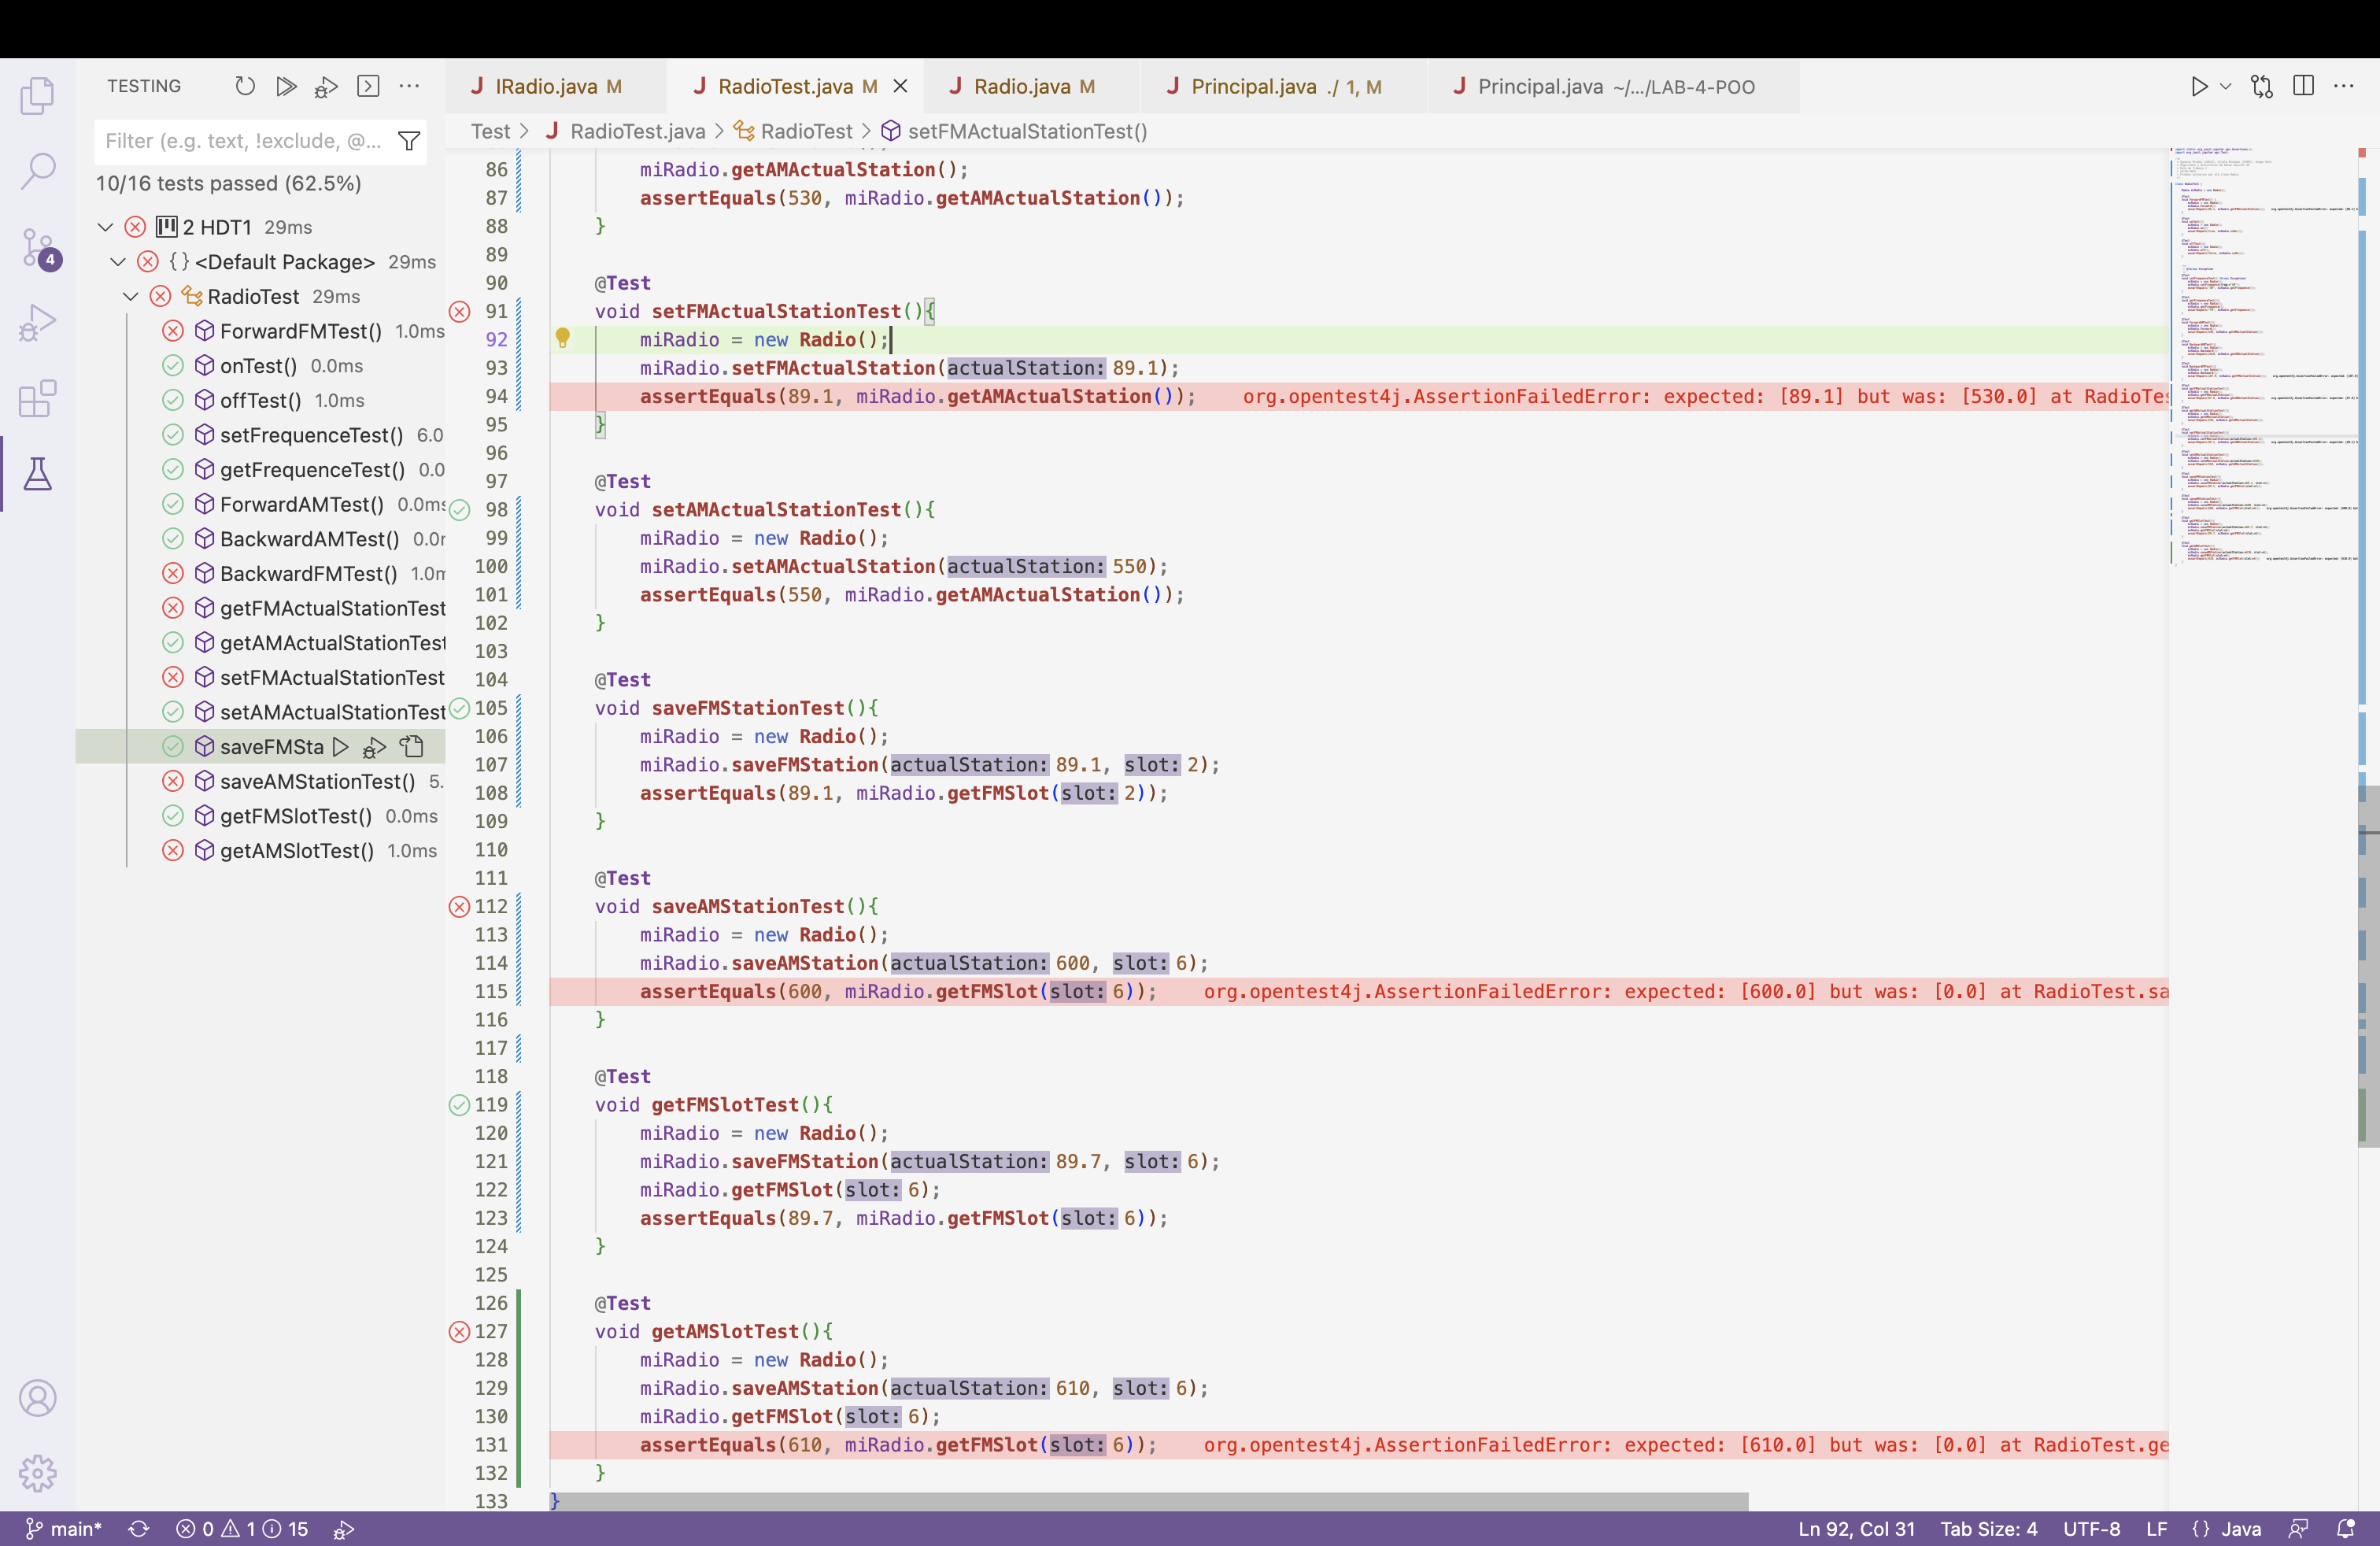 TESTING
IRadio.java M
RadioTest.java M
Radio.java M
Principal.java ./ 1, M
Principal.java ~/.../LAB-4-POO
Filter (e.g. text, !exclude, @...
Test > RadioTest.java > RadioTest > setFMActualStationTest()
10/16 tests passed (62.5%)
2 HDT1 29ms
{} <Default Package> 29ms
RadioTest 29ms
ForwardFMTest() 1.0ms
onTest() 0.0ms
offTest() 1.0ms
setFrequenceTest() 6.0
getFrequenceTest() 0.0
ForwardAMTest() 0.0ms
BackwardAMTest() 0.0
BackwardFMTest() 1.0
getFMActualStationTest
getAMActualStationTest
setFMActualStationTest
setAMActualStationTest
saveFMSta
saveAMStationTest() 5.
getFMSlotTest() 0.0ms
getAMSlotTest() 1.0ms
86 miRadio.getAMActualStation();
87 assertEquals(530, miRadio.getAMActualStation());
88 }
89
90 @Test
91 void setFMActualStationTest(){
92 miRadio = new Radio();
93 miRadio.setFMActualStation(actualStation: 89.1);
94 assertEquals(89.1, miRadio.getAMActualStation()); org.opentest4j.AssertionFailedError: expected: [89.1] but was: [530.0] at RadioTes
95 }
96
97 @Test
98 void setAMActualStationTest(){
99 miRadio = new Radio();
100 miRadio.setAMActualStation(actualStation: 550);
101 assertEquals(550, miRadio.getAMActualStation());
102 }
103
104 @Test
105 void saveFMStationTest(){
106 miRadio = new Radio();
107 miRadio.saveFMStation(actualStation: 89.1, slot: 2);
108 assertEquals(89.1, miRadio.getFMSlot(slot: 2));
109 }
110
111 @Test
112 void saveAMStationTest(){
113 miRadio = new Radio();
114 miRadio.saveAMStation(actualStation: 600, slot: 6);
115 assertEquals(600, miRadio.getFMSlot(slot: 6)); org.opentest4j.AssertionFailedError: expected: [600.0] but was: [0.0] at RadioTest.sa
116 }
117
118 @Test
119 void getFMSlotTest(){
120 miRadio = new Radio();
121 miRadio.saveFMStation(actualStation: 89.7, slot: 6);
122 miRadio.getFMSlot(slot: 6);
123 assertEquals(89.7, miRadio.getFMSlot(slot: 6));
124 }
125
126 @Test
127 void getAMSlotTest(){
128 miRadio = new Radio();
129 miRadio.saveAMStation(actualStation: 610, slot: 6);
130 miRadio.getFMSlot(slot: 6);
131 assertEquals(610, miRadio.getFMSlot(slot: 6)); org.opentest4j.AssertionFailedError: expected: [610.0] but was: [0.0] at RadioTest.ge
132 }
133 }
4
main* 0 1 15
Ln 92, Col 31 Tab Size: 4 UTF-8 LF {} Java